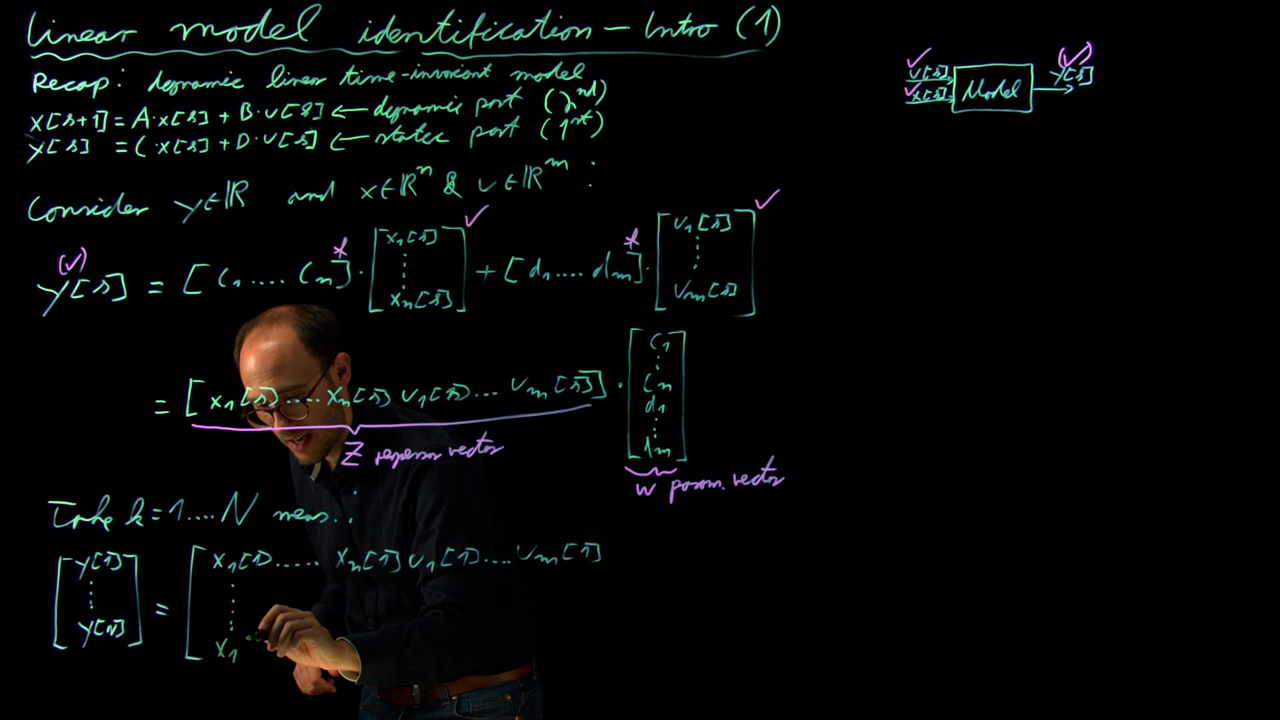 Linear model identification – Intro (1)
Recap: dynamic linear time-invariant model
x[k+1] = A·x[k] + B·u[k] ← dynamic part (2nd)
y[k] = C·x[k] + D·u[k] ← states part (1st)
u[k]
x[k]
Model
y[k]
(✓)
Consider y∈ℝ and x∈ℝⁿ & u∈ℝᵐ:
(✓)
y[k] = [c₁....cₙ]* · [x₁[k] ⋮ xₙ[k]] ✓ + [d₁....dₘ]* · [u₁[k] ⋮ uₘ[k]] ✓
= [x₁[k] ..... xₙ[k] u₁[k] ... uₘ[k]] · [c₁ ⋮ cₙ d₁ ⋮ dₘ]
z regressor vector
w param. vector
Take k=1....N meas..
[y[1] ⋮ y[N]] = [x₁[1] ..... xₙ[1] u₁[1] .... uₘ[1]
⋮
x₁